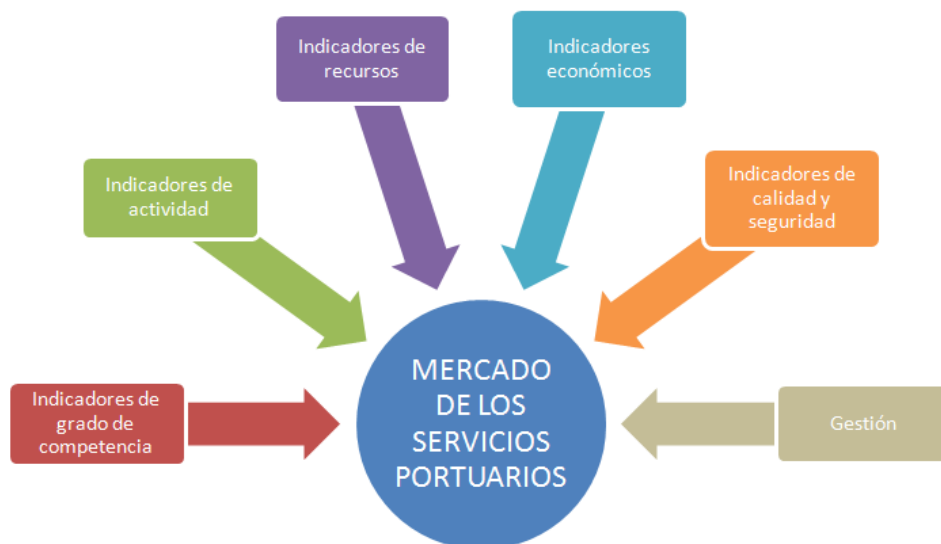 Indicadores de
recursos
Indicadores
económicos
Indicadores de
actividad
Indicadores de
calidad y
seguridad
Indicadores de
grado de
competencia
MERCADO
DE LOS
SERVICIOS
PORTUARIOS
Gestión